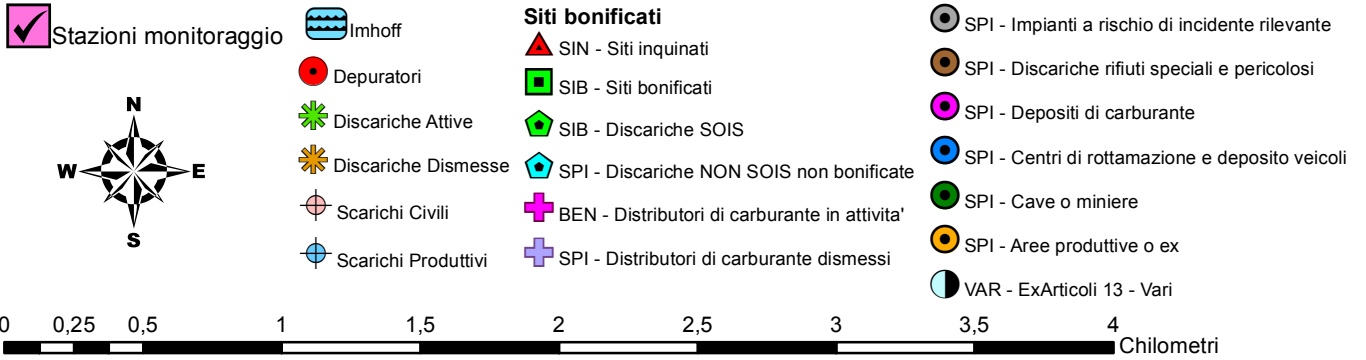 Stazioni monitoraggio
N
W
E
S
Imhoff
Depuratori
Discariche Attive
Discariche Dismesse
Scarichi Civili
Scarichi Produttivi
Siti bonificati
SIN - Siti inquinati
SIB - Siti bonificati
SIB - Discariche SOIS
SPI - Discariche NON SOIS non bonificate
BEN - Distributori di carburante in attivita'
SPI - Distributori di carburante dismessi
SPI - Impianti a rischio di incidente rilevante
SPI - Discariche rifiuti speciali e pericolosi
SPI - Depositi di carburante
SPI - Centri di rottamazione e deposito veicoli
SPI - Cave o miniere
SPI - Aree produttive o ex
VAR - ExArticoli 13 - Vari
0 0,25 0,5 1 1,5 2 2,5 3 3,5 4
Chilometri